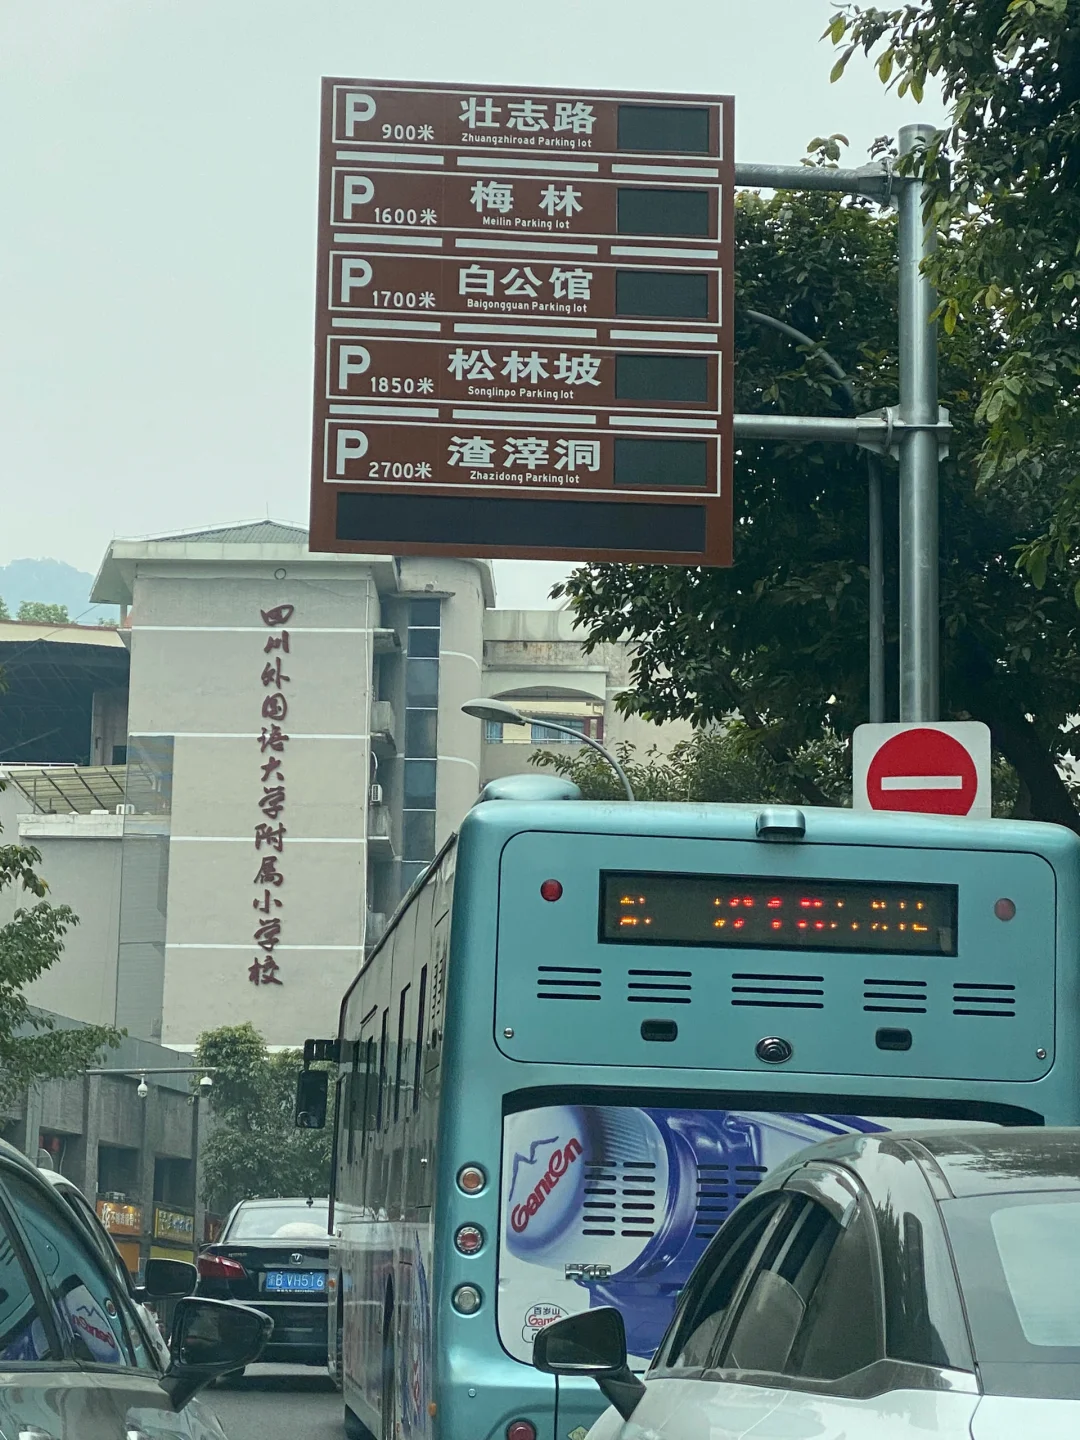 P 900米 壮志路
Zhuangzhiroad Parking lot
P 1600米 梅林
Meilin Parking lot
P 1700米 白公馆
Baigongguan Parking lot
P 1850米 松林坡
Songlinpo Parking lot
P 2700米 渣滓洞
Zhazidong Parking lot
四川外国语大学附属小学校
Ganten
百岁山
B VH516